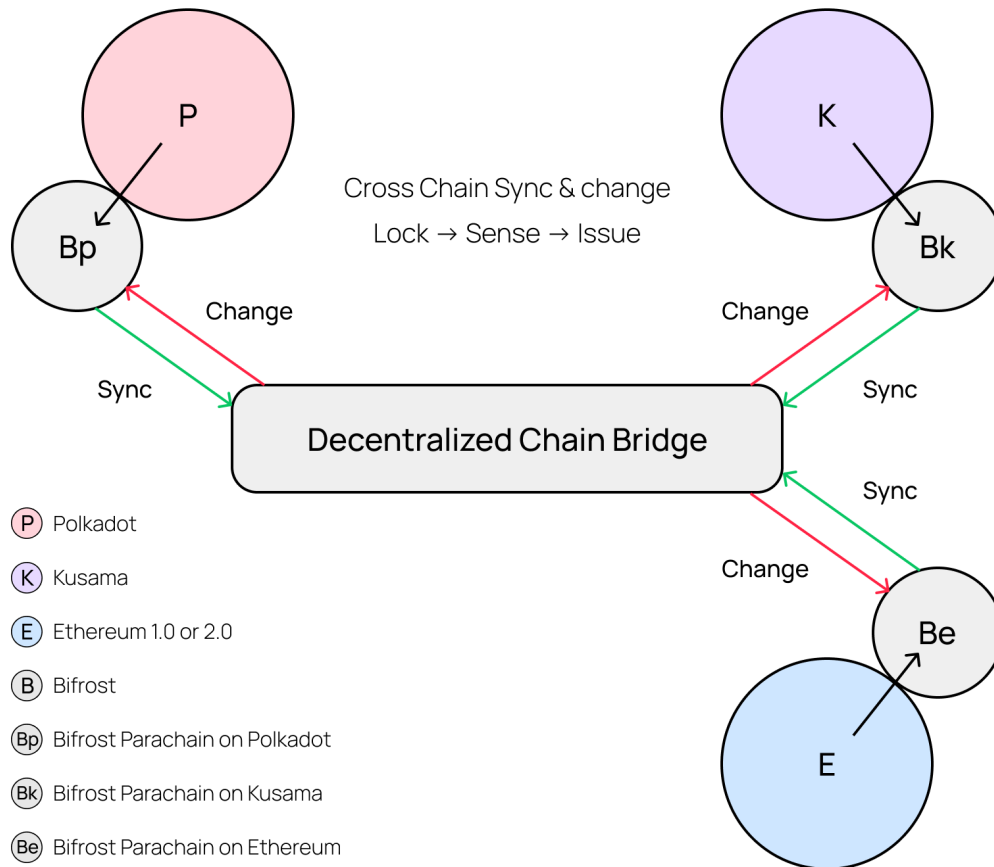 P
K
Cross Chain Sync & change
Lock → Sense → Issue
Bp
Bk
Change
Change
Sync
Sync
Decentralized Chain Bridge
Sync
Change
Be
E
P Polkadot
K Kusama
E Ethereum 1.0 or 2.0
B Bifrost
Bp Bifrost Parachain on Polkadot
Bk Bifrost Parachain on Kusama
Be Bifrost Parachain on Ethereum